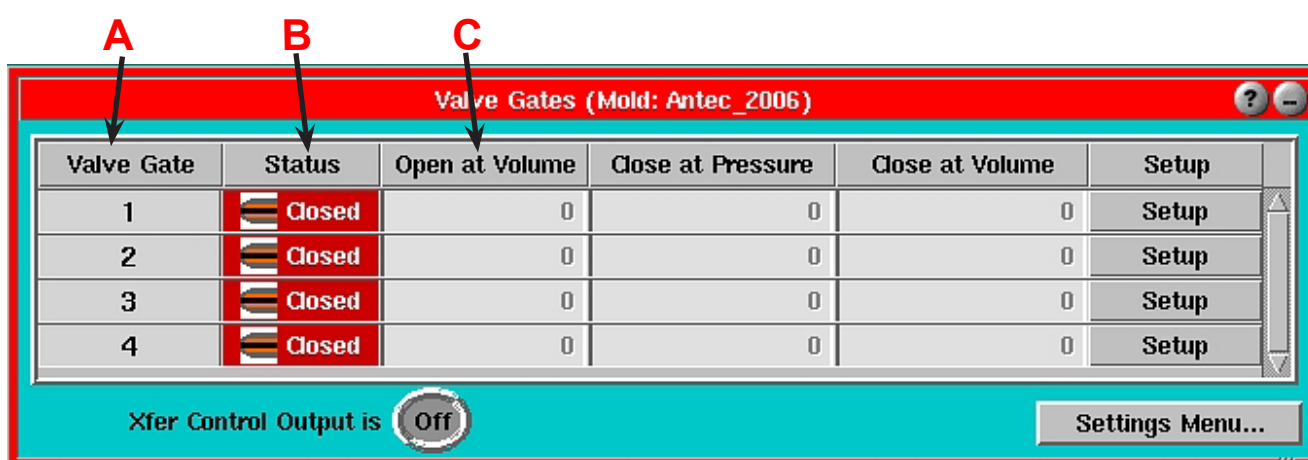 A B C
Valve Gates (Mold: Antec_2006) ? -
Valve Gate Status Open at Volume Close at Pressure Close at Volume Setup
1 Closed 0 0 0 Setup
2 Closed 0 0 0 Setup
3 Closed 0 0 0 Setup
4 Closed 0 0 0 Setup
Xfer Control Output is Off Settings Menu...